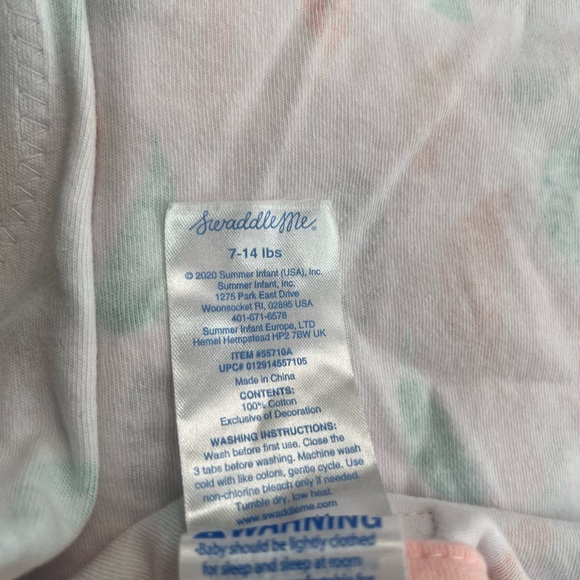 SwaddleMe®
7-14 lbs
© 2020 Summer Infant (USA), Inc.
Summer Infant, Inc.
1275 Park East Drive
Woonsocket RI, 02895 USA
401-671-6578
Summer Infant Europe, LTD
Hemel Hempstead HP2 7BW UK
ITEM #55710A
UPC# 012914557105
Made in China
CONTENTS:
100% Cotton
Exclusive of Decoration
WASHING INSTRUCTIONS:
Wash before first use. Close the
3 tabs before washing. Machine wash
cold with like colors, gentle cycle. Use
non-chlorine bleach only if needed.
Tumble dry, low heat.
www.swaddleme.com
WARNING
-Baby should be lightly clothed
for sleep and sleep at room